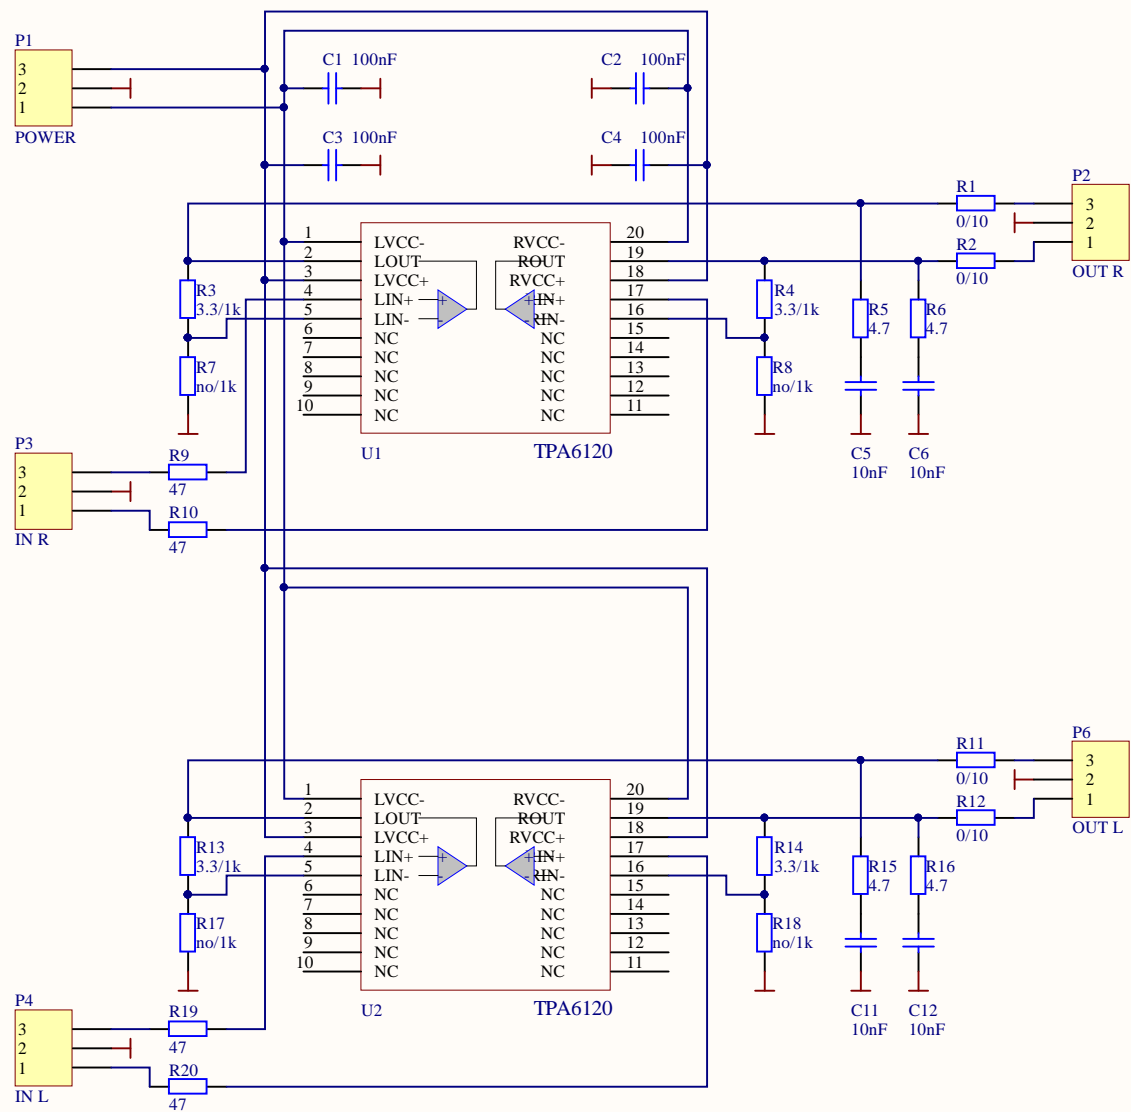 P1
3
2
1
POWER
C1 100nF
C2 100nF
C3 100nF
C4 100nF
R1
0/10
R2
0/10
P2
3
2
1
OUT R
1
2
3
4
5
6
7
8
9
10
LVCC-
LOUT
LVCC+
LIN+
LIN-
NC
NC
NC
NC
NC
+
-
+
-
RVCC-
ROUT
RVCC+
RIN+
RIN-
NC
NC
NC
NC
NC
20
19
18
17
16
15
14
13
12
11
U1
TPA6120
R3
3.3/1k
R7
no/1k
R4
3.3/1k
R8
no/1k
R5
4.7
R6
4.7
C5
10nF
C6
10nF
P3
3
2
1
IN R
R9
47
R10
47
R11
0/10
R12
0/10
P6
3
2
1
OUT L
1
2
3
4
5
6
7
8
9
10
LVCC-
LOUT
LVCC+
LIN+
LIN-
NC
NC
NC
NC
NC
+
-
+
-
RVCC-
ROUT
RVCC+
RIN+
RIN-
NC
NC
NC
NC
NC
20
19
18
17
16
15
14
13
12
11
U2
TPA6120
R13
3.3/1k
R17
no/1k
R14
3.3/1k
R18
no/1k
R15
4.7
R16
4.7
C11
10nF
C12
10nF
P4
3
2
1
IN L
R19
47
R20
47